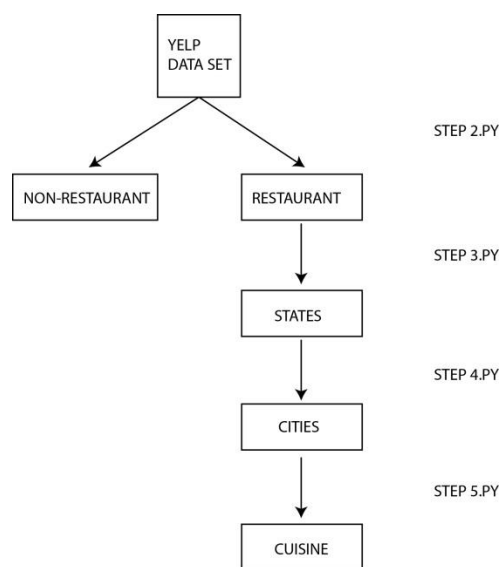 YELP
DATA SET
STEP 2.PY
NON-RESTAURANT
RESTAURANT
STEP 3.PY
STATES
STEP 4.PY
CITIES
STEP 5.PY
CUISINE